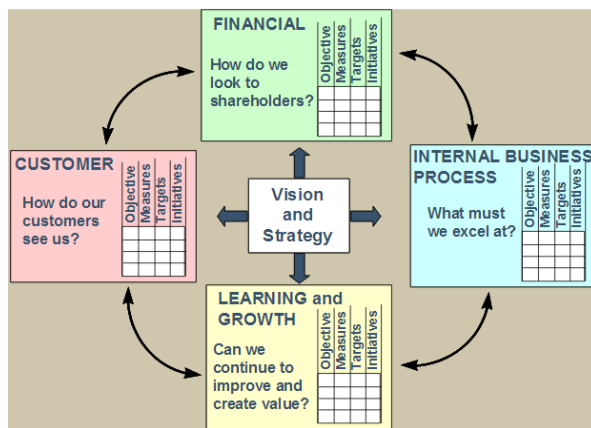 FINANCIAL
How do we
look to
shareholders?
Objective
Measures
Targets
Initiatives
CUSTOMER
How do our
customers
see us?
Objective
Measures
Targets
Initiatives
Vision
and
Strategy
INTERNAL BUSINESS
PROCESS
What must
we excel at?
Objective
Measures
Targets
Initiatives
LEARNING and
GROWTH
Can we
continue to
improve and
create value?
Objective
Measures
Targets
Initiatives